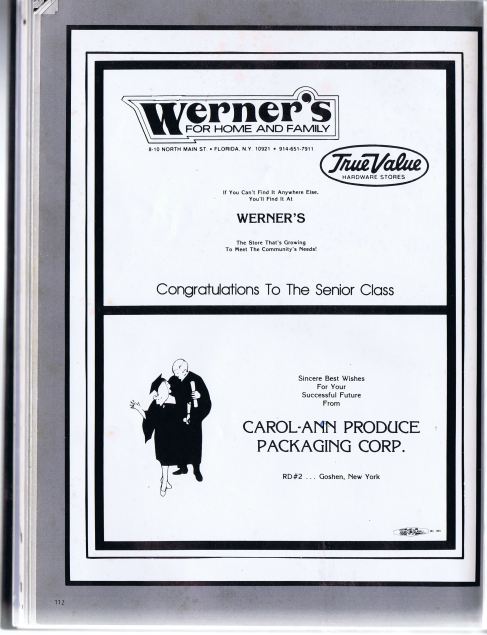 Werner's
FOR HOME AND FAMILY
8-10 NORTH MAIN ST. • FLORIDA, N.Y. 10921 • 914-651-7911
True Value
HARDWARE STORES
If You Can't Find It Anywhere Else,
You'll Find It At
WERNER'S
The Store That's Growing
To Meet The Community's Needs!
Congratulations To The Senior Class
Sincere Best Wishes
For Your
Successful Future
From
CAROL-ANN PRODUCE
PACKAGING CORP.
RD#2 ... Goshen, New York
112